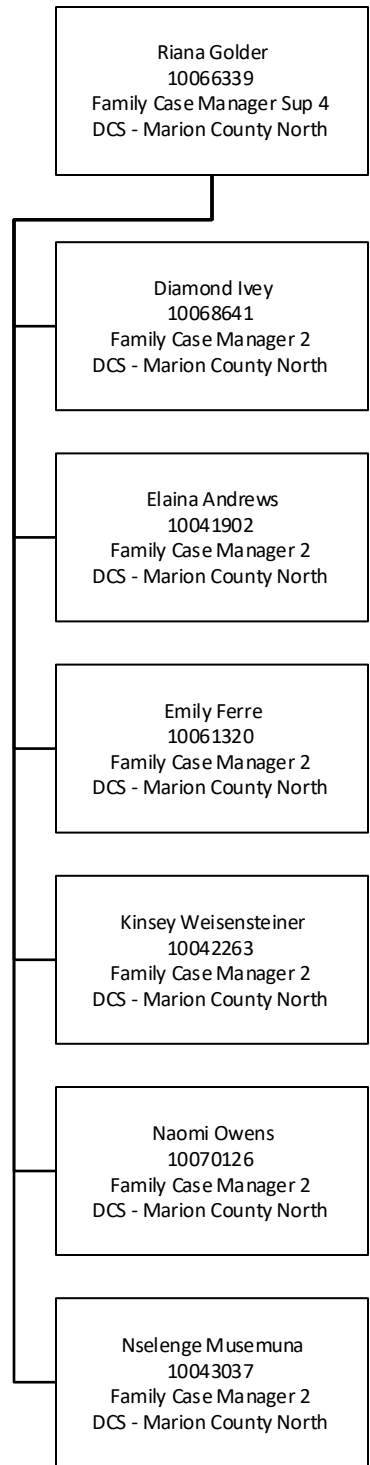 Riana Golder
10066339
Family Case Manager Sup 4
DCS - Marion County North
Diamond Ivey
10068641
Family Case Manager 2
DCS - Marion County North
Elaina Andrews
10041902
Family Case Manager 2
DCS - Marion County North
Emily Ferre
10061320
Family Case Manager 2
DCS - Marion County North
Kinsey Weisensteiner
10042263
Family Case Manager 2
DCS - Marion County North
Naomi Owens
10070126
Family Case Manager 2
DCS - Marion County North
Nselenge Musemuna
10043037
Family Case Manager 2
DCS - Marion County North